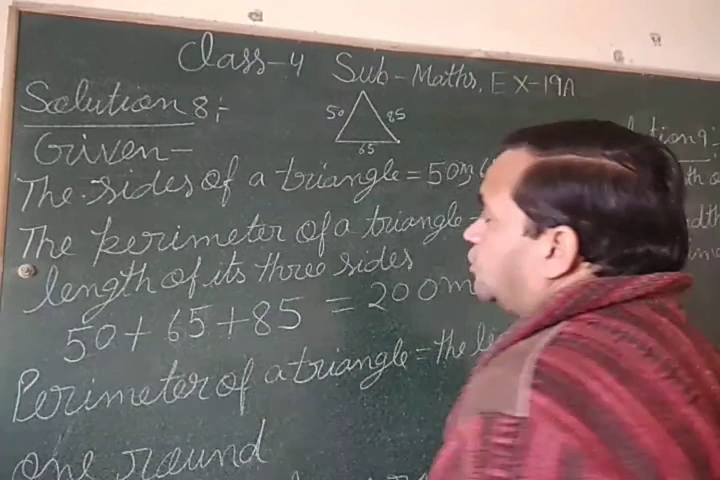 Class-4 Sub-Maths, EX-19A
Solution 8:-
50 85
65
Given-
The sides of a triangle = 50m
The perimeter of a triangle =
length of its three sides
50+65+85 = 200m
Perimeter of a triangle = the
one round